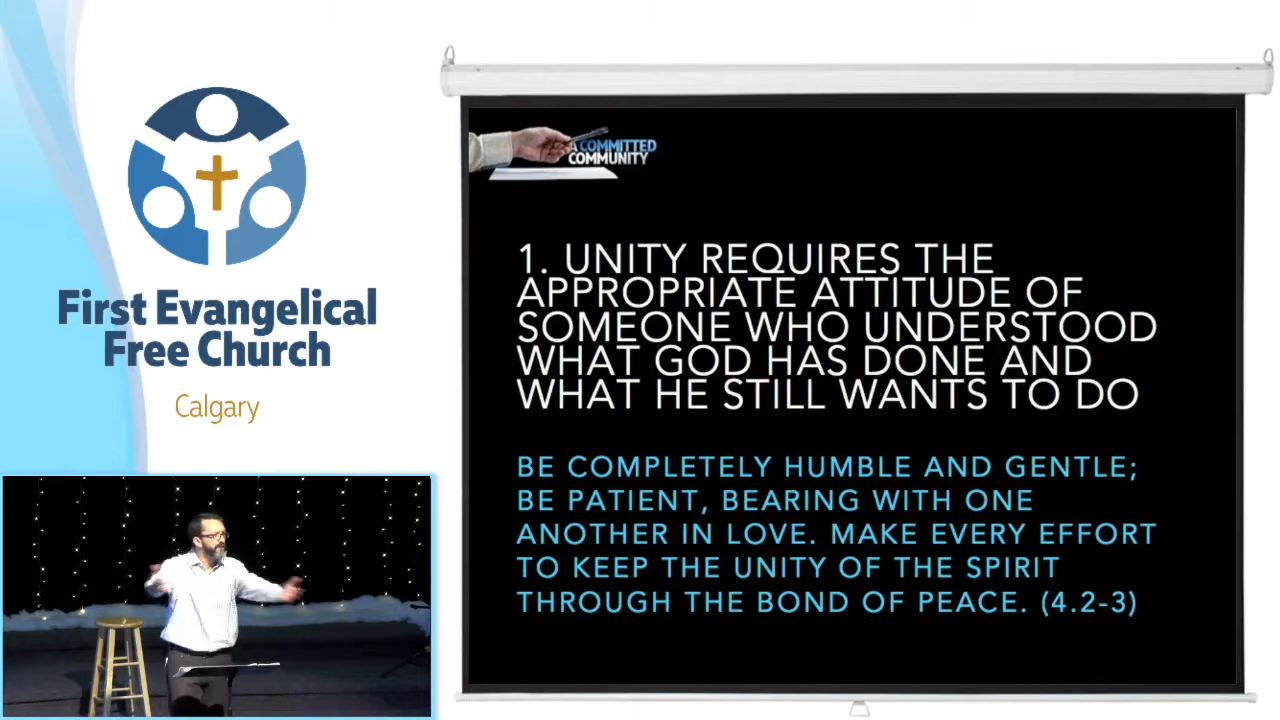 First Evangelical
Free Church
Calgary
A COMMITTED
COMMUNITY
1. UNITY REQUIRES THE
APPROPRIATE ATTITUDE OF
SOMEONE WHO UNDERSTOOD
WHAT GOD HAS DONE AND
WHAT HE STILL WANTS TO DO
BE COMPLETELY HUMBLE AND GENTLE;
BE PATIENT, BEARING WITH ONE
ANOTHER IN LOVE. MAKE EVERY EFFORT
TO KEEP THE UNITY OF THE SPIRIT
THROUGH THE BOND OF PEACE. (4.2-3)